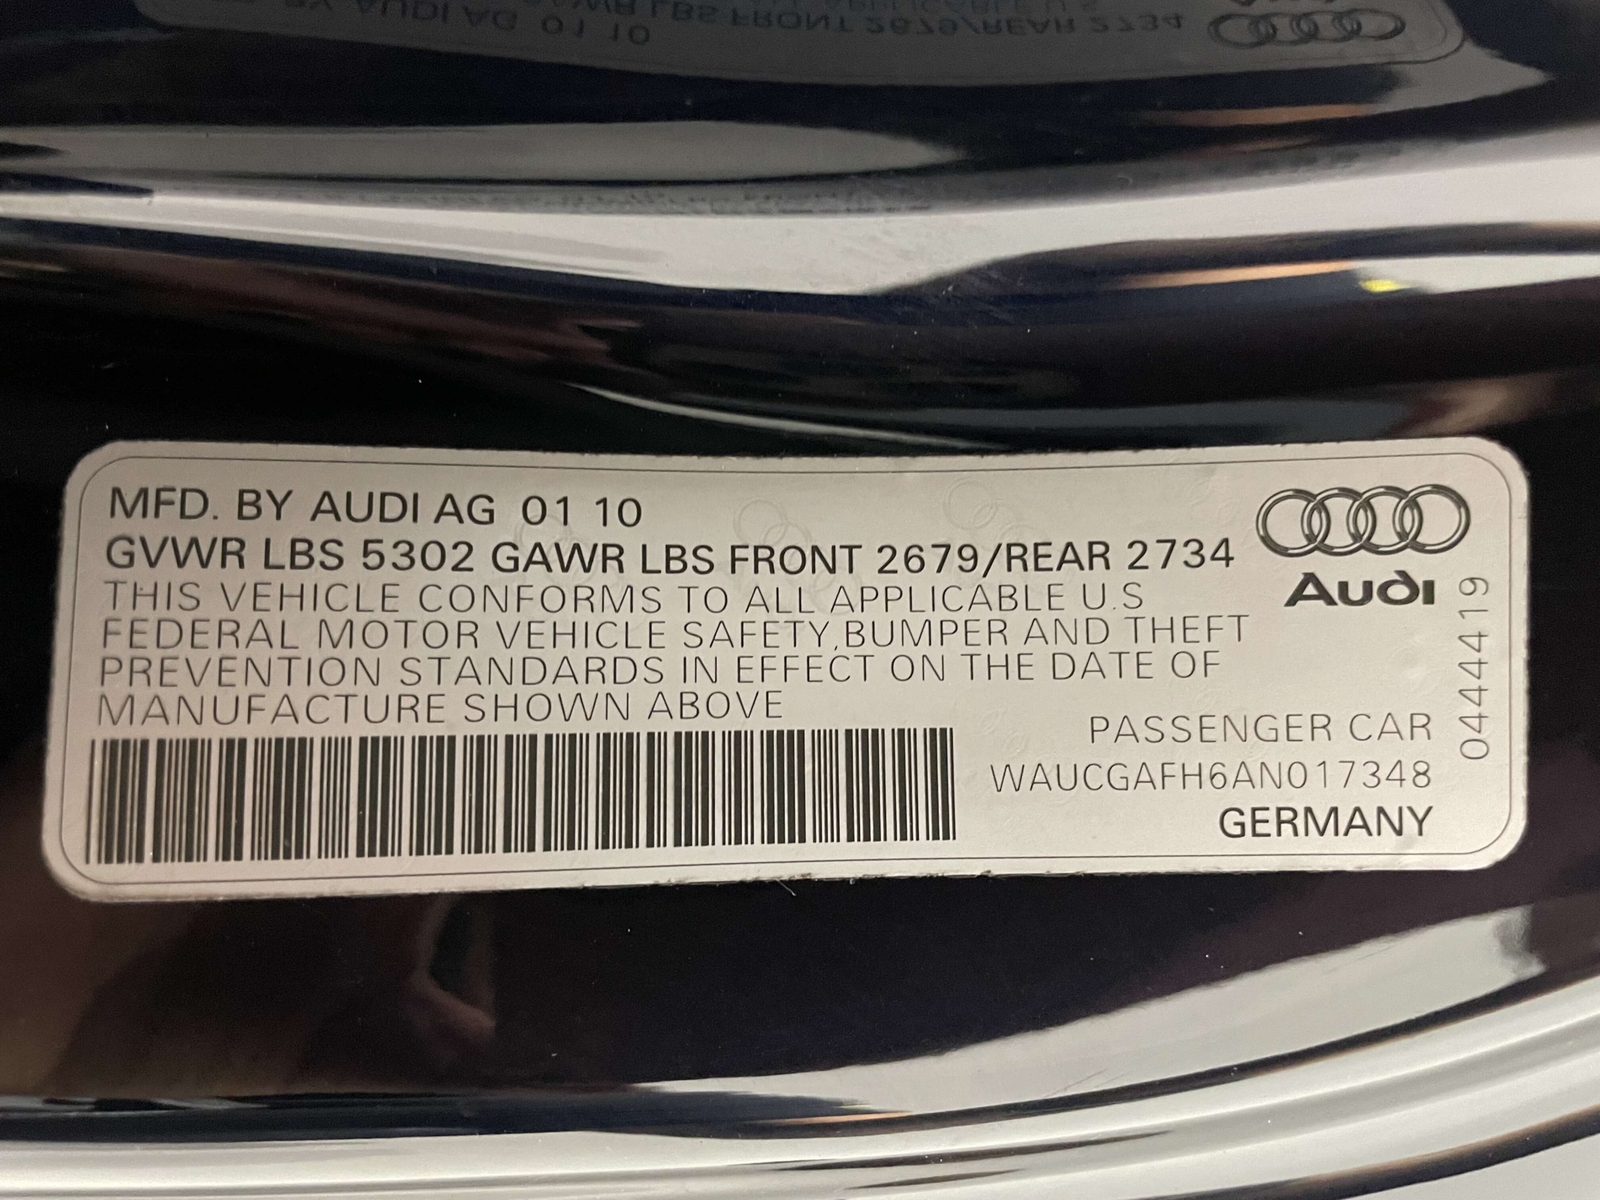 MFD. BY AUDI AG 01 10
GVWR LBS 5302 GAWR LBS FRONT 2679/REAR 2734
THIS VEHICLE CONFORMS TO ALL APPLICABLE U.S
FEDERAL MOTOR VEHICLE SAFETY,BUMPER AND THEFT
PREVENTION STANDARDS IN EFFECT ON THE DATE OF
MANUFACTURE SHOWN ABOVE
Audi
0444419
PASSENGER CAR
WAUCGAFH6AN017348
GERMANY